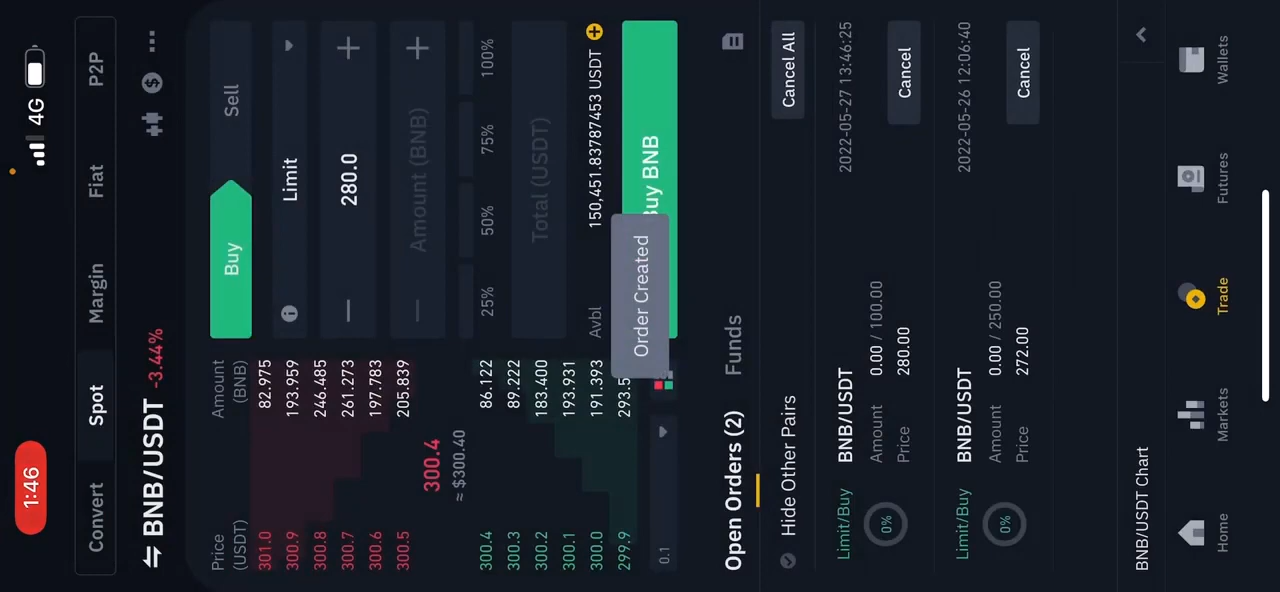 1:46
4G
Convert Spot Margin Fiat P2P
BNB/USDT -3.44%
Price (USDT) Amount (BNB)
301.0 82.975
300.9 193.959
300.8 246.485
300.7 261.273
300.6 197.783
300.5 205.839
300.4
≈ $300.40
300.4 86.122
300.3 89.222
300.2 183.400
300.1 193.931
300.0 191.393
299.9 293.5
0.1
Buy Sell
Limit
280.0
Amount (BNB)
25% 50% 75% 100%
Total (USDT)
Avbl 150,451.83787453 USDT
Buy BNB
Order Created
Open Orders (2) Funds
Hide Other Pairs Cancel All
Limit/Buy BNB/USDT 2022-05-27 13:46:25
0% Amount 0.00 / 100.00
Price 280.00 Cancel
Limit/Buy BNB/USDT 2022-05-26 12:06:40
0% Amount 0.00 / 250.00
Price 272.00 Cancel
BNB/USDT Chart
Home Markets Trade Futures Wallets